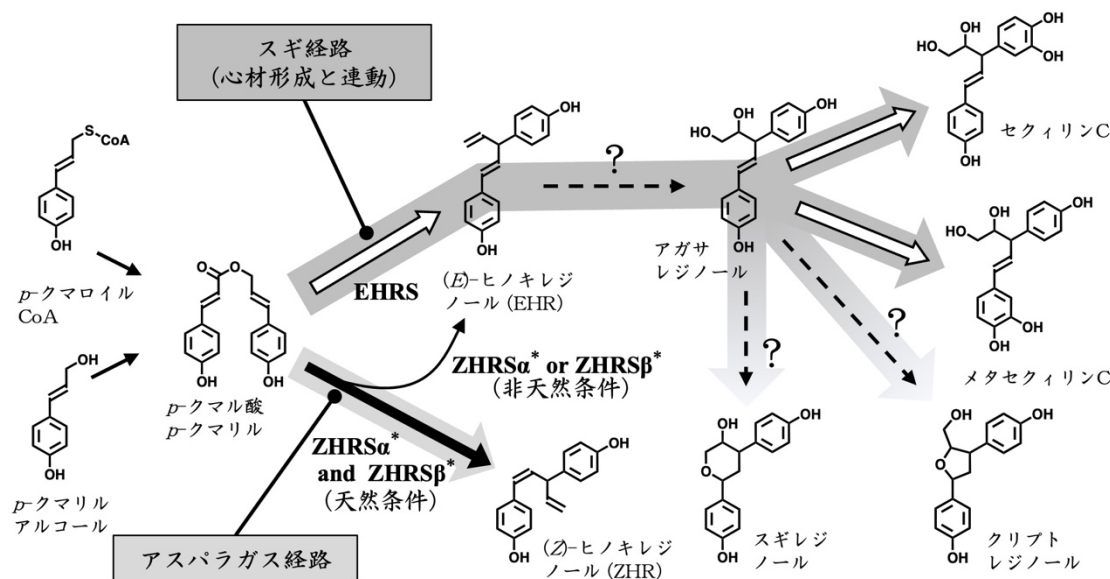 スギ経路
(心材形成と連動)
S
CoA
OH
p-クマロイル
CoA
OH
OH
p-クマリル
アルコール
O
O
OH
OH
p-クマル酸
p-クマリル
EHRS
OH
OH
(E)-ヒノキレジ
ノール(EHR)
?
OH
HO
OH
OH
アガサ
レジノール
OH
OH
HO
OH
OH
セクィリンC
OH
HO
OH
OH
OH
メタセクィリンC
ZHRSα* or ZHRSβ*
(非天然条件)
ZHRSα*
and ZHRSβ*
(天然条件)
アスパラガス経路
OH
OH
(Z)-ヒノキレジ
ノール(ZHR)
?
OH
OH
O
OH
スギレジ
ノール
?
HO
OH
O
OH
クリプト
レジノール